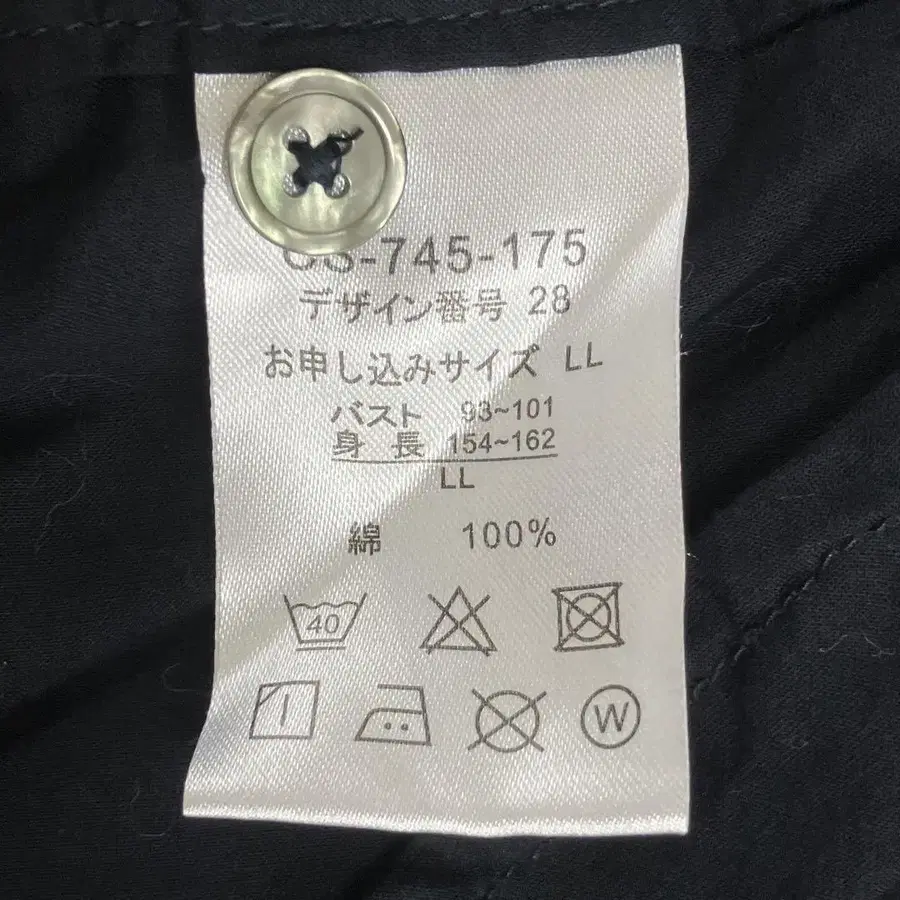 -745-175
デザイン番号 28
お申し込みサイズ LL
バスト 93~101
身 長 154~162
LL
綿 100%
40
W